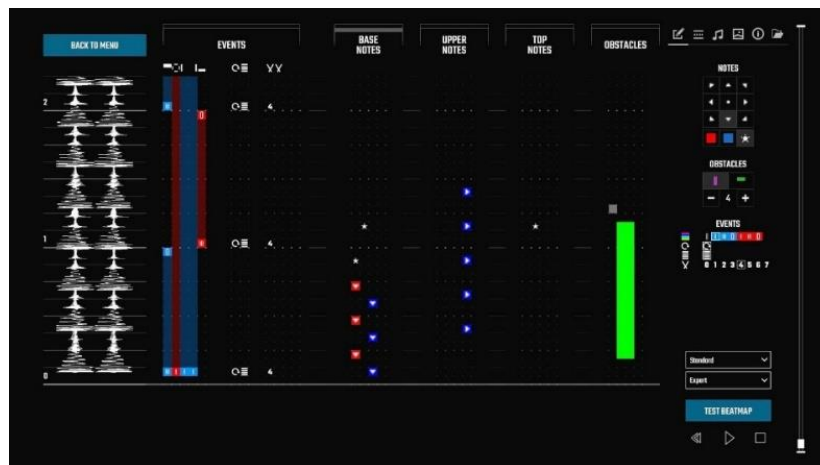 BACK TO MENU
EVENTS
BASE NOTES
UPPER NOTES
TOP NOTES
OBSTACLES
NOTES
2
4
OBSTACLES
- 4 +
1
4
EVENTS
0 1 2 3 4 5 6 7
Standard
0
4
Expert
TEST BEATMAP